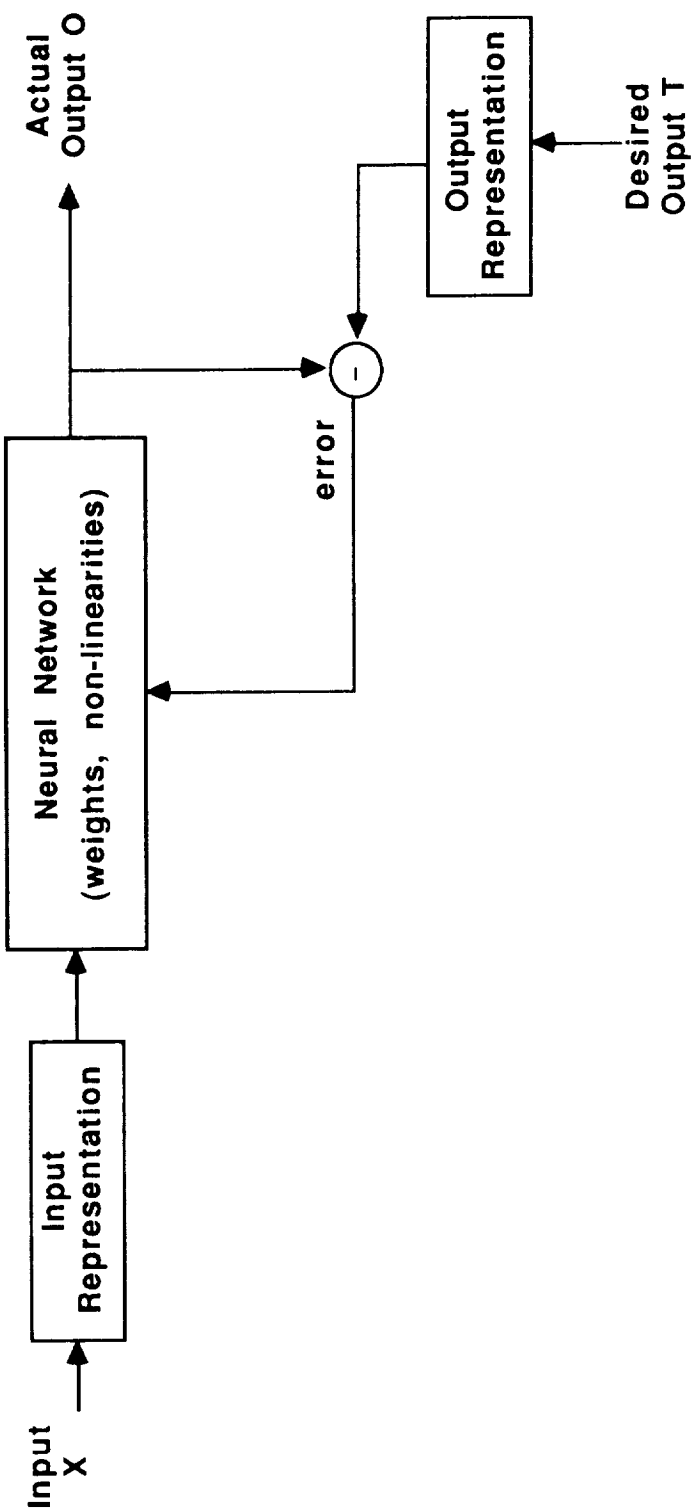 Input
X
Input
Representation
Neural Network
(weights, non-linearities)
Actual
Output O
error
-
Output
Representation
Desired
Output T